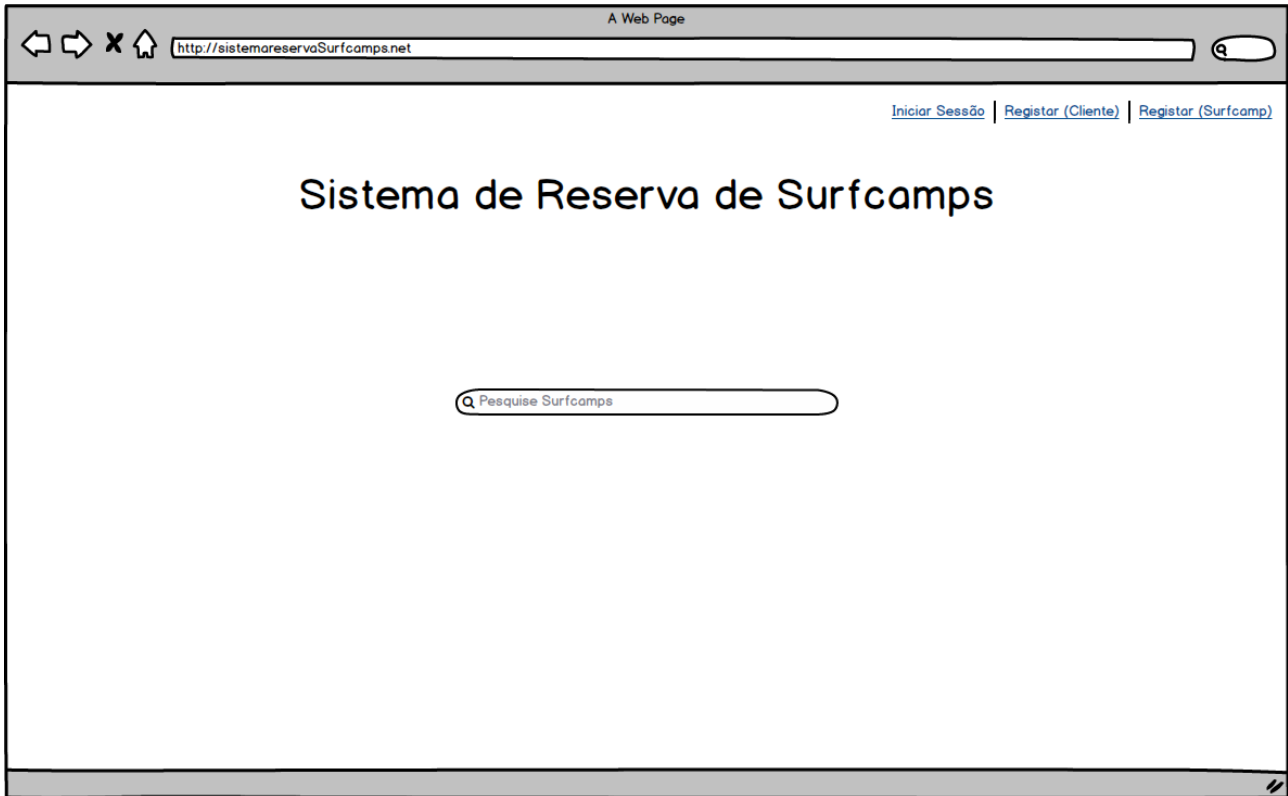 A Web Page
http://sistemareservaSurfcamps.net
Iniciar Sessão Registar (Cliente) Registar (Surfcamp)
Sistema de Reserva de Surfcamps
Pesquise Surfcamps